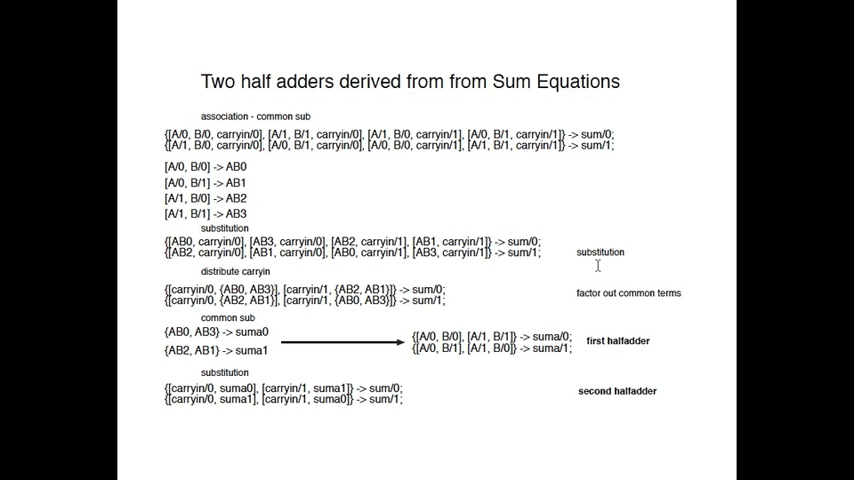 Two half adders derived from from Sum Equations
association - common sub
{[A/0, B/0, carryin/0], [A/1, B/1, carryin/0], [A/1, B/0, carryin/1], [A/0, B/1, carryin/1]} -> sum/0;
{[A/1, B/0, carryin/0], [A/0, B/1, carryin/0], [A/0, B/0, carryin/1], [A/1, B/1, carryin/1]} -> sum/1;
[A/0, B/0] -> AB0
[A/0, B/1] -> AB1
[A/1, B/0] -> AB2
[A/1, B/1] -> AB3
substitution
{[AB0, carryin/0], [AB3, carryin/0], [AB2, carryin/1], [AB1, carryin/1]} -> sum/0;
{[AB2, carryin/0], [AB1, carryin/0], [AB0, carryin/1], [AB3, carryin/1]} -> sum/1;
substitution
distribute carryin
{[carryin/0, {AB0, AB3}], [carryin/1, {AB2, AB1}]} -> sum/0;
{[carryin/0, {AB2, AB1}], [carryin/1, {AB0, AB3}]} -> sum/1;
factor out common terms
common sub
{AB0, AB3} -> suma0
{AB2, AB1} -> suma1
{[A/0, B/0], [A/1, B/1]} -> suma/0;
{[A/0, B/1], [A/1, B/0]} -> suma/1;
first halfadder
substitution
{[carryin/0, suma0], [carryin/1, suma1]} -> sum/0;
{[carryin/0, suma1], [carryin/1, suma0]} -> sum/1;
second halfadder